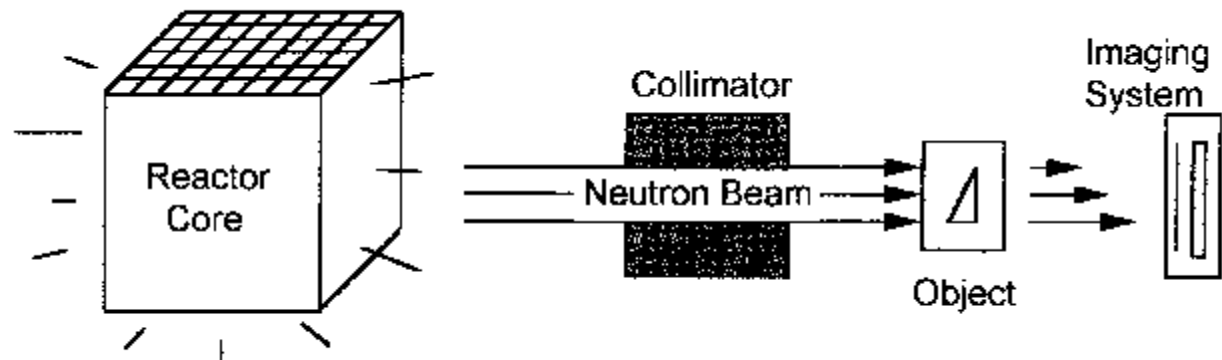 Reactor
Core
Collimator
Neutron Beam
Object
Imaging
System